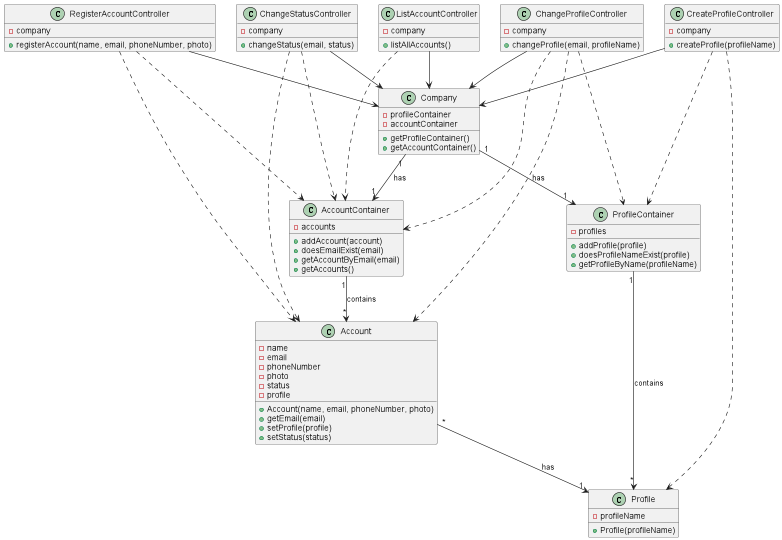 C RegisterAccountController
company
registerAccount(name, email, phoneNumber, photo)
C ChangeStatusController
company
changeStatus(email, status)
C ListAccountController
company
listAllAccounts()
C ChangeProfileController
company
changeProfile(email, profileName)
C CreateProfileController
company
createProfile(profileName)
C Company
profileContainer
accountContainer
getProfileContainer()
getAccountContainer()
1
has
1
1
has
1
C AccountContainer
accounts
addAccount(account)
doesEmailExist(email)
getAccountByEmail(email)
getAccounts()
C ProfileContainer
profiles
addProfile(profile)
doesProfileNameExist(profile)
getProfileByName(profileName)
1
contains
*
1
contains
*
C Account
name
email
phoneNumber
photo
status
profile
Account(name, email, phoneNumber, photo)
getEmail(email)
setProfile(profile)
setStatus(status)
*
has
1
C Profile
profileName
Profile(profileName)